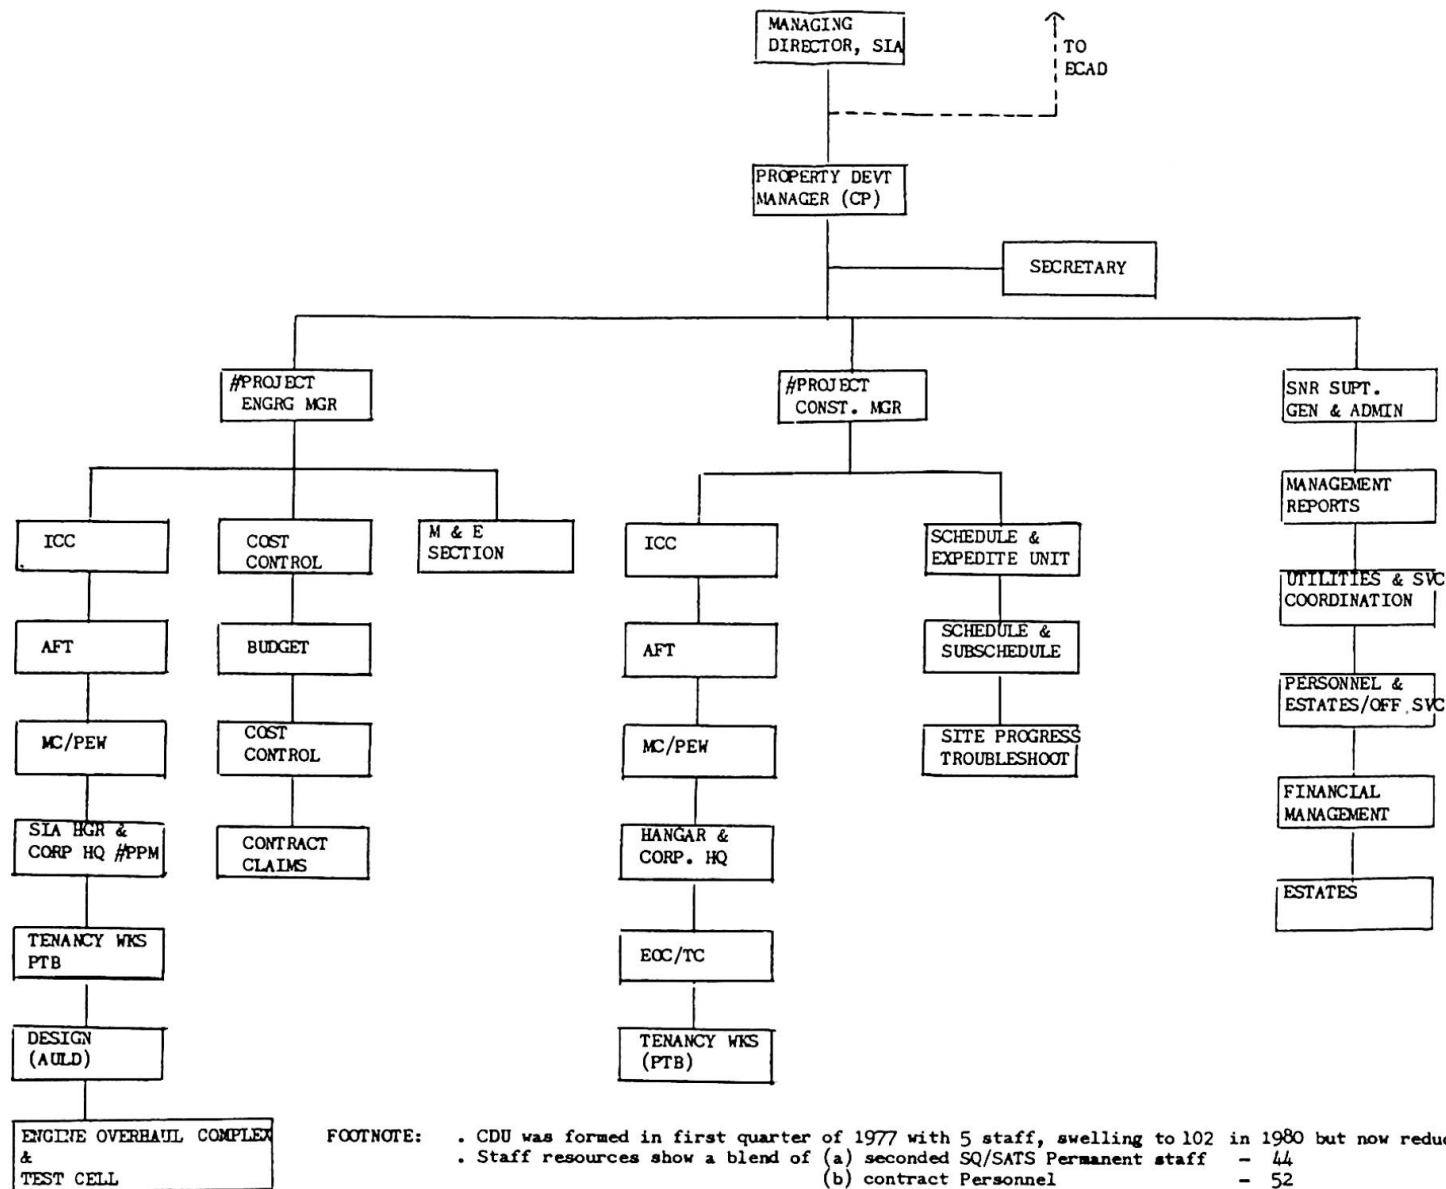 MANAGING
DIRECTOR, SIA
TO
ECAD
PROPERTY DEVT
MANAGER (CP)
SECRETARY
#PROJECT
ENGRG MGR
#PROJECT
CONST. MGR
SNR SUPT.
GEN & ADMIN
ICC
AFT
MC/PEW
SIA HGR &
CORP HQ #PPM
TENANCY WKS
PTB
DESIGN
(AULD)
ENGINE OVERHAUL COMPLEX
&
TEST CELL
COST
CONTROL
BUDGET
COST
CONTROL
CONTRACT
CLAIMS
M & E
SECTION
ICC
AFT
MC/PEW
HANGAR &
CORP. HQ
EOC/TC
TENANCY WKS
(PTB)
SCHEDULE &
EXPEDITE UNIT
SCHEDULE &
SUBSCHEDULE
SITE PROGRESS
TROUBLESHOOT
MANAGEMENT
REPORTS
UTILITIES & SVC
COORDINATION
PERSONNEL &
ESTATES/OFF.SVC
FINANCIAL
MANAGEMENT
ESTATES
FOOTNOTE: . CDU was formed in first quarter of 1977 with 5 staff, swelling to 102 in 1980 but now redu
. Staff resources show a blend of (a) seconded SQ/SATS Permanent staff - 44
(b) contract Personnel - 52